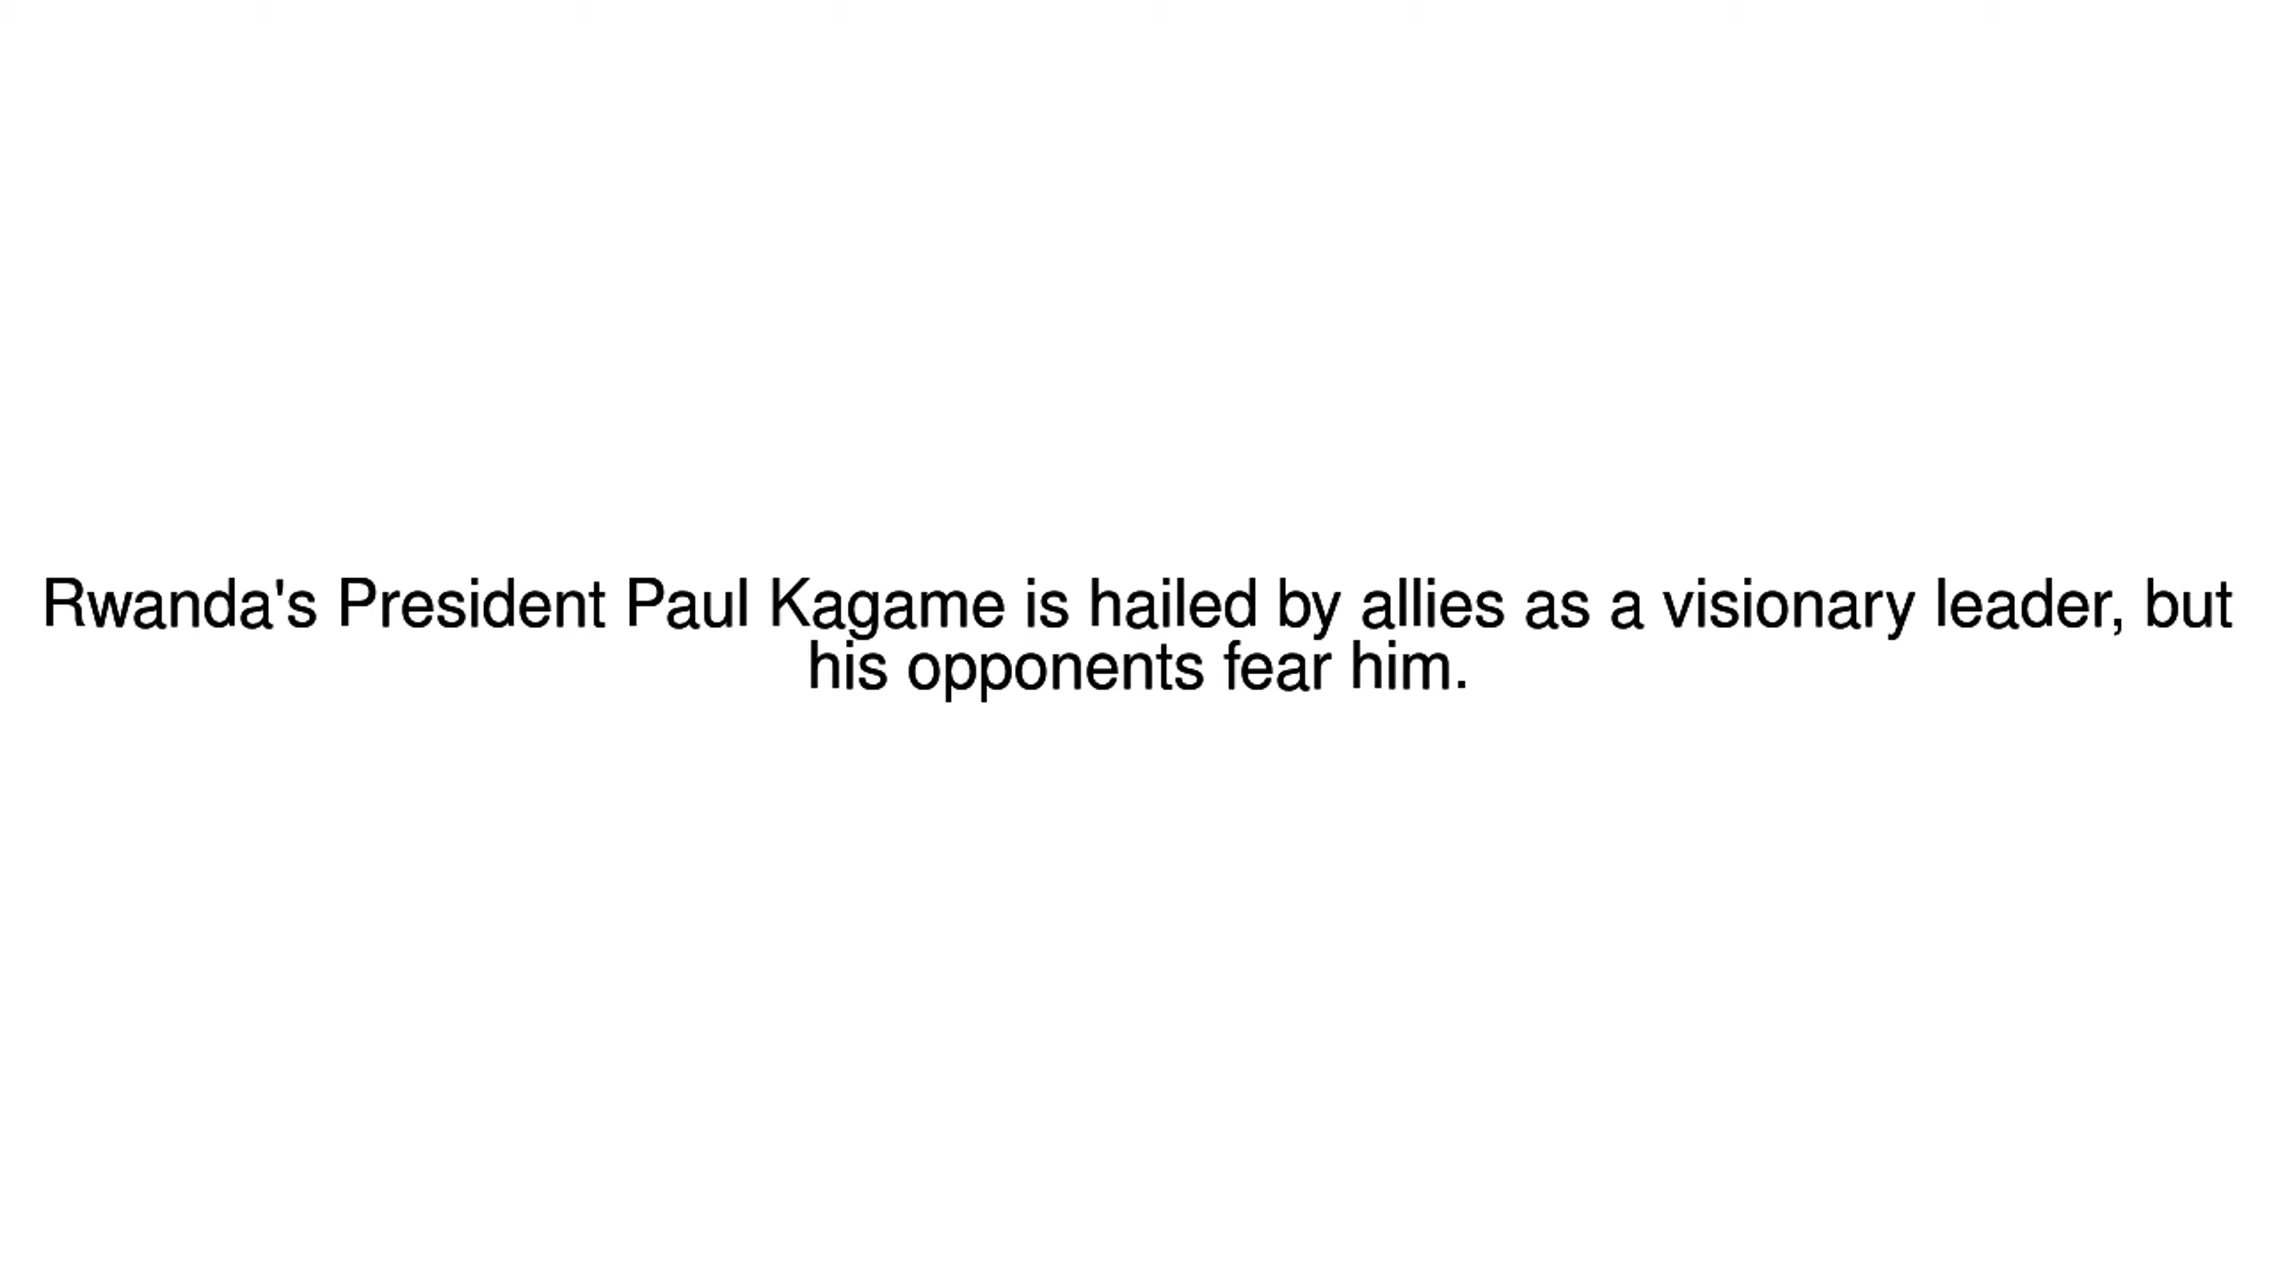 Rwanda's President Paul Kagame is hailed by allies as a visionary leader, but
his opponents fear him.